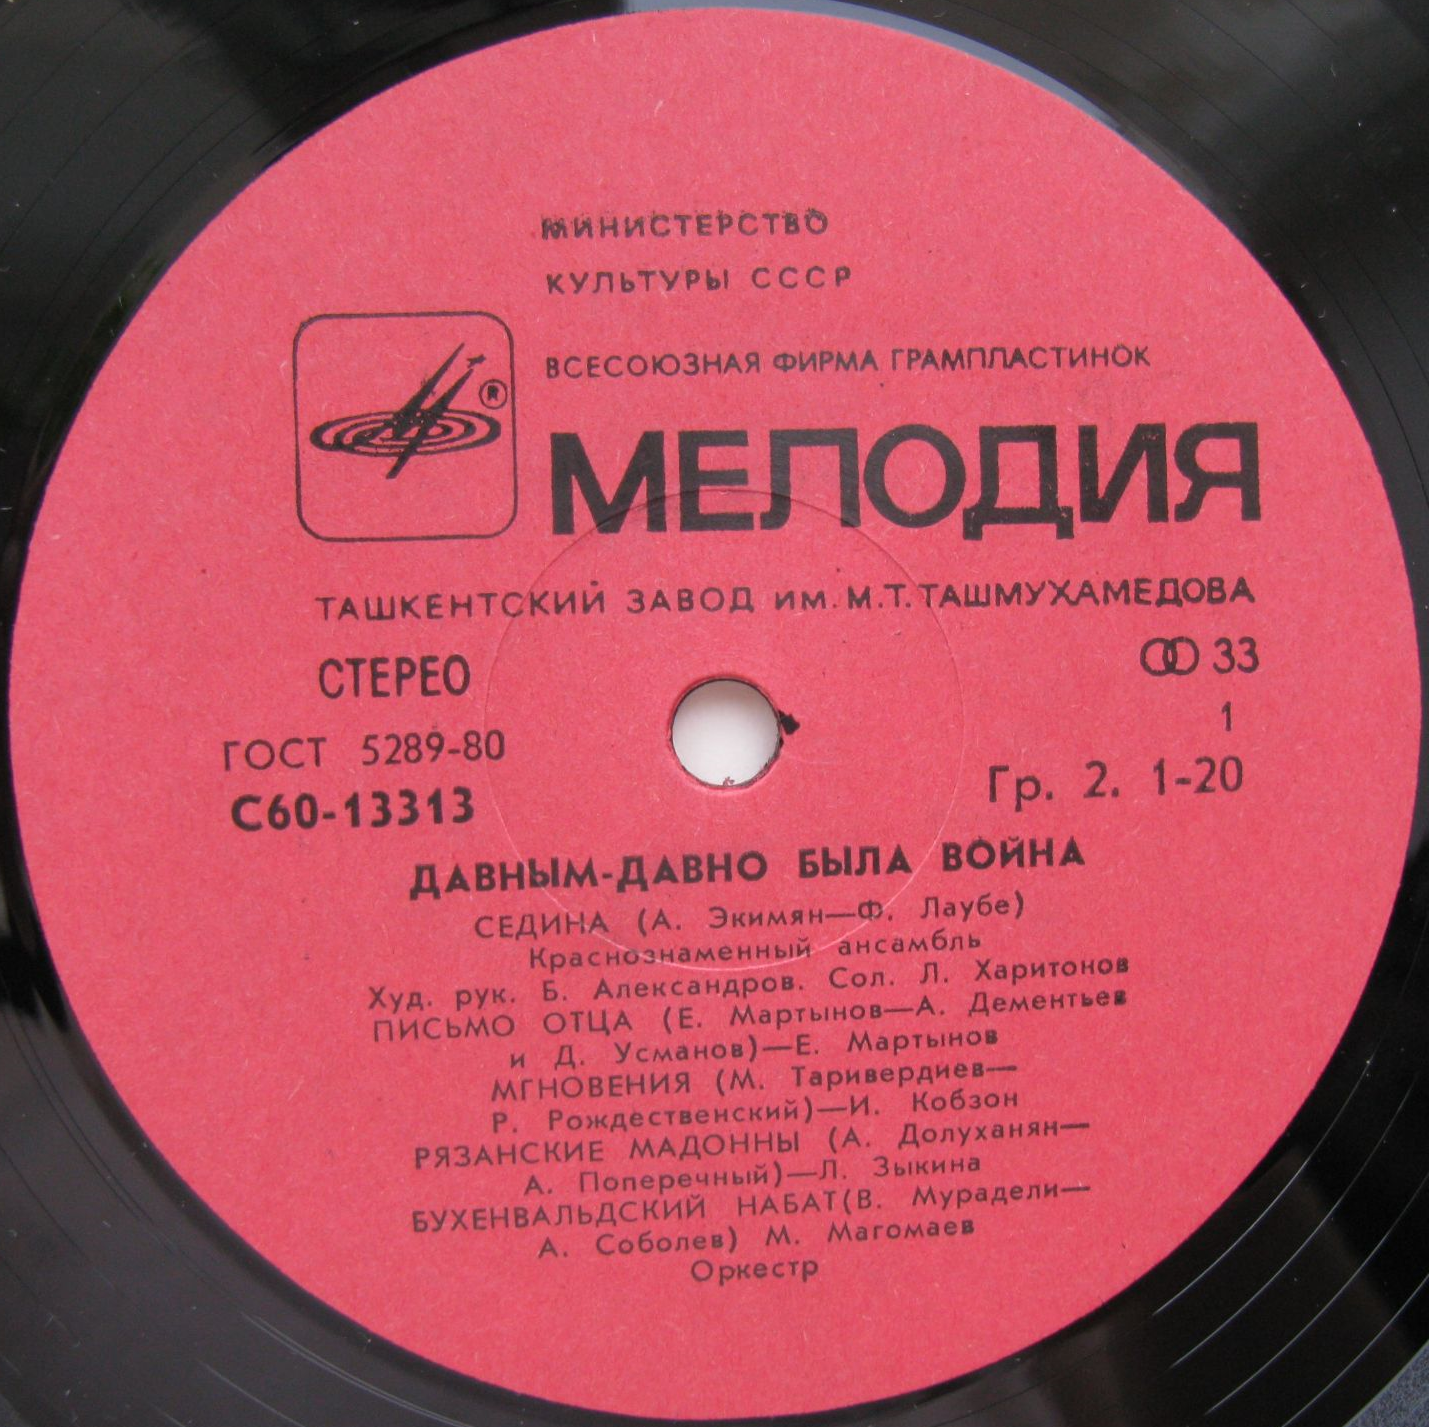 МИНИСТЕРСТВО
КУЛЬТУРЫ СССР
ВСЕСОЮЗНАЯ ФИРМА ГРАМПЛАСТИНОК
®
МЕЛОДИЯ
ТАШКЕНТСКИЙ ЗАВОД ИМ. М.Т. ТАШМУХАМЕДОВА
СТЕРЕО
33
1
ГОСТ 5289-80
Гр. 2. 1-20
С60-13313
ДАВНЫМ-ДАВНО БЫЛА ВОЙНА
СЕДИНА (А. Экимян—Ф. Лаубе)
Краснознаменный ансамбль
Худ. рук. Б. Александров. Сол. Л. Харитонов
ПИСЬМО ОТЦА (Е. Мартынов—А. Дементьев
и Д. Усманов)—Е. Мартынов
МГНОВЕНИЯ (М. Таривердиев—
Р. Рождественский)—И. Кобзон
РЯЗАНСКИЕ МАДОННЫ (А. Долуханян—
А. Поперечный)—Л. Зыкина
БУХЕНВАЛЬДСКИЙ НАБАТ(В. Мурадели—
А. Соболев) М. Магомаев
Оркестр